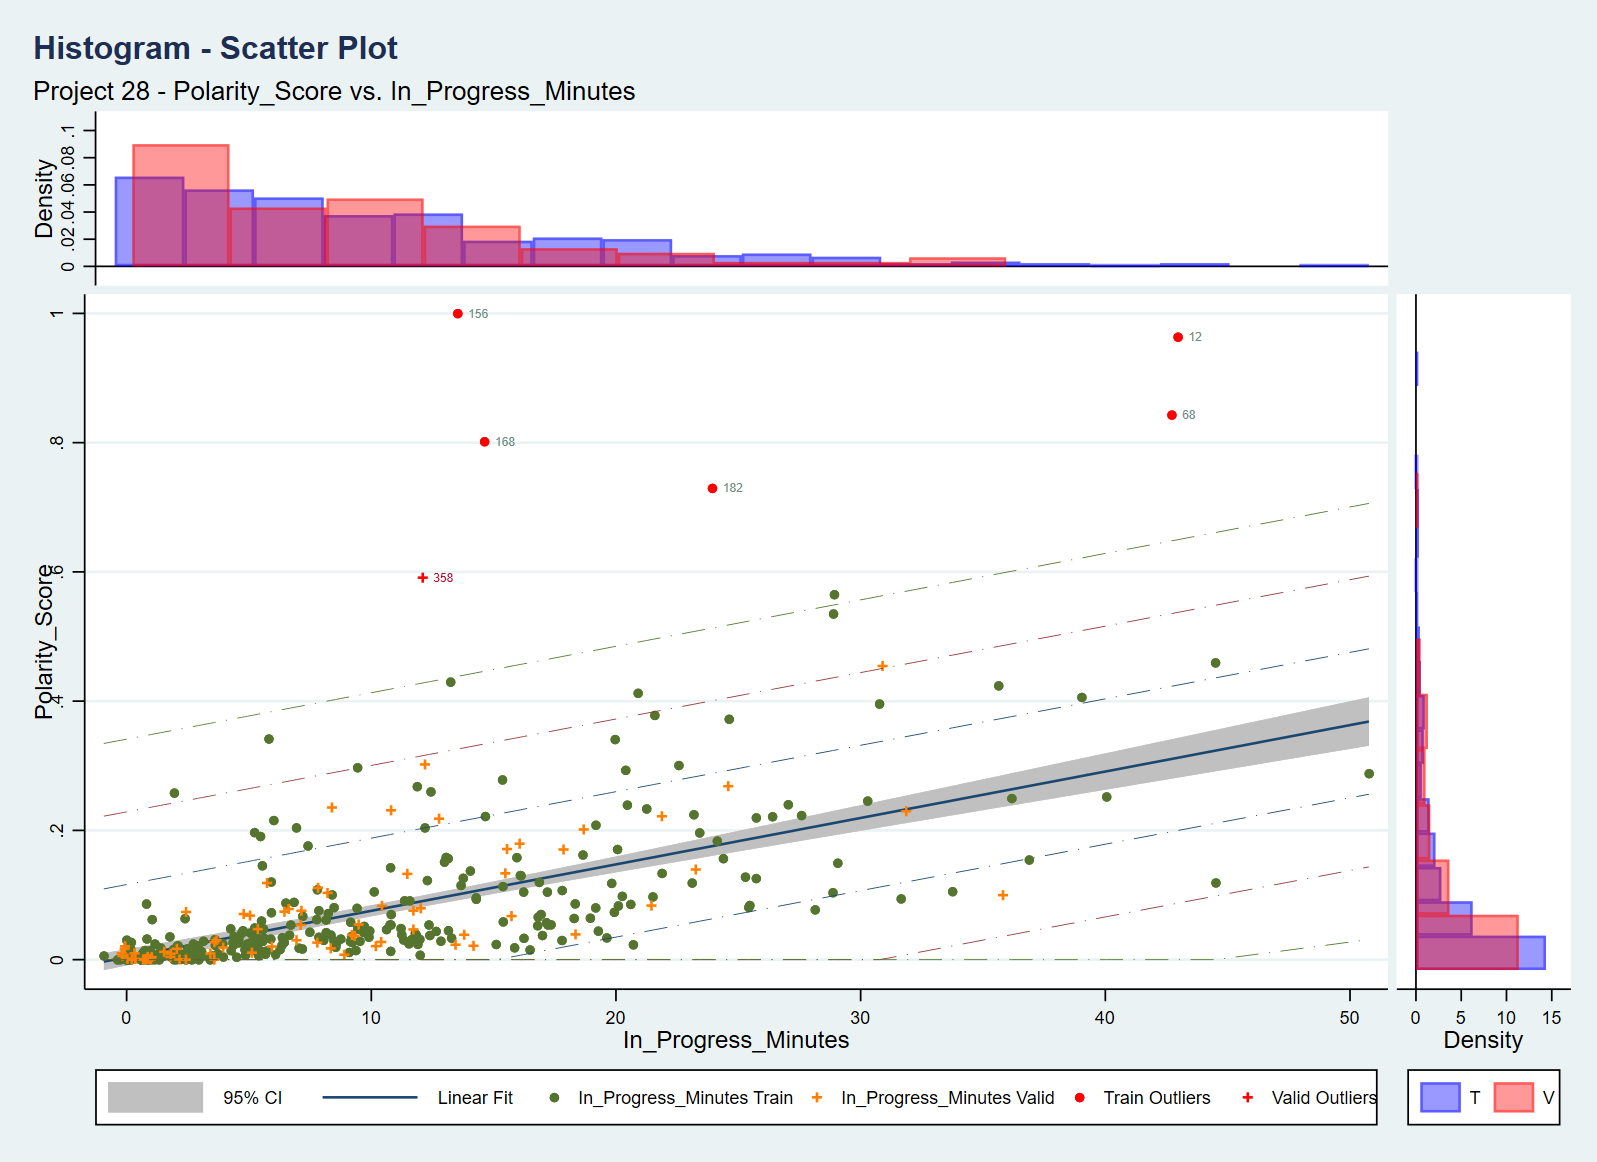 Histogram - Scatter Plot
Project 28 - Polarity_Score vs. In_Progress_Minutes
Density
0 .02 .04 .06 .08 .1
156
12
68
168
182
358
Polarity_Score
0 .2 .4 .6 .8 1
0 10 20 30 40 50
In_Progress_Minutes
0 5 10 15
Density
95% CI Linear Fit In_Progress_Minutes Train In_Progress_Minutes Valid Train Outliers Valid Outliers
T V